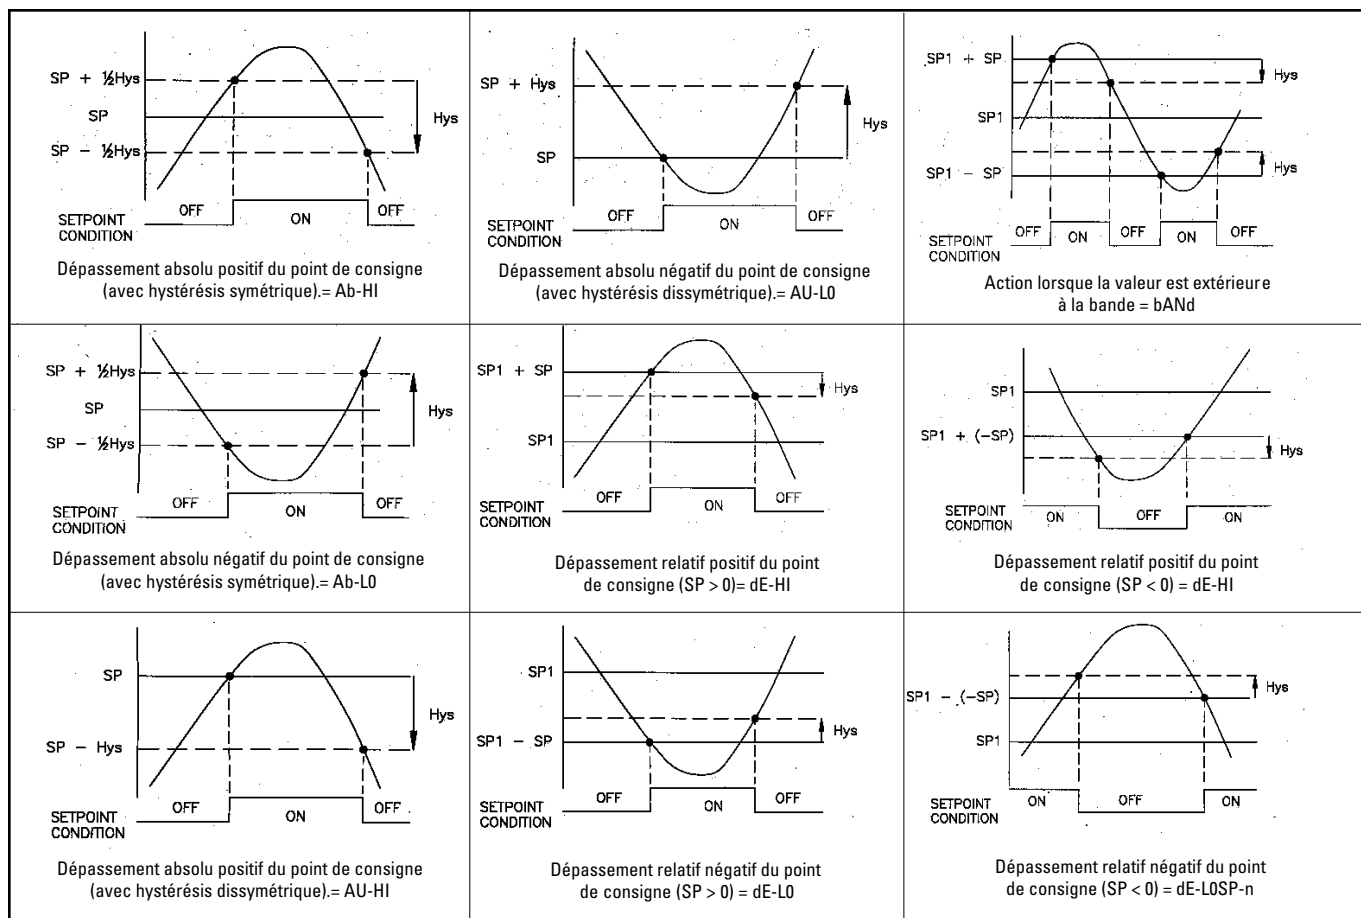 SP + ½Hys
SP
SP - ½Hys
Hys
OFF
ON
OFF
SETPOINT
CONDITION
Dépassement absolu positif du point de consigne
(avec hystérésis symétrique).= Ab-HI
SP + Hys
SP
Hys
OFF
ON
OFF
SETPOINT
CONDITION
Dépassement absolu négatif du point de consigne
(avec hystérésis dissymétrique).= AU-L0
SP1 + SP
Hys
SP1
SP1 - SP
Hys
OFF
ON
OFF
ON
OFF
SETPOINT
CONDITION
Action lorsque la valeur est extérieure
à la bande = bANd
SP + ½Hys
SP
SP - ½Hys
Hys
OFF
ON
OFF
SETPOINT
CONDITION
Dépassement absolu négatif du point de consigne
(avec hystérésis symétrique).= Ab-L0
SP1 + SP
Hys
SP1
OFF
ON
OFF
SETPOINT
CONDITION
Dépassement relatif positif du point
de consigne (SP > 0)= dE-HI
SP1
SP1 + (-SP)
Hys
ON
OFF
ON
SETPOINT
CONDITION
Dépassement relatif positif du point
de consigne (SP < 0) = dE-HI
SP
Hys
SP - Hys
OFF
ON
OFF
SETPOINT
CONDITION
Dépassement absolu positif du point de consigne
(avec hystérésis dissymétrique).= AU-HI
SP1
SP1 - SP
Hys
OFF
ON
OFF
SETPOINT
CONDITION
Dépassement relatif négatif du point
de consigne (SP > 0) = dE-L0
SP1 - (-SP)
Hys
SP1
ON
OFF
ON
SETPOINT
CONDITION
Dépassement relatif négatif du point
de consigne (SP < 0) = dE-L0SP-n